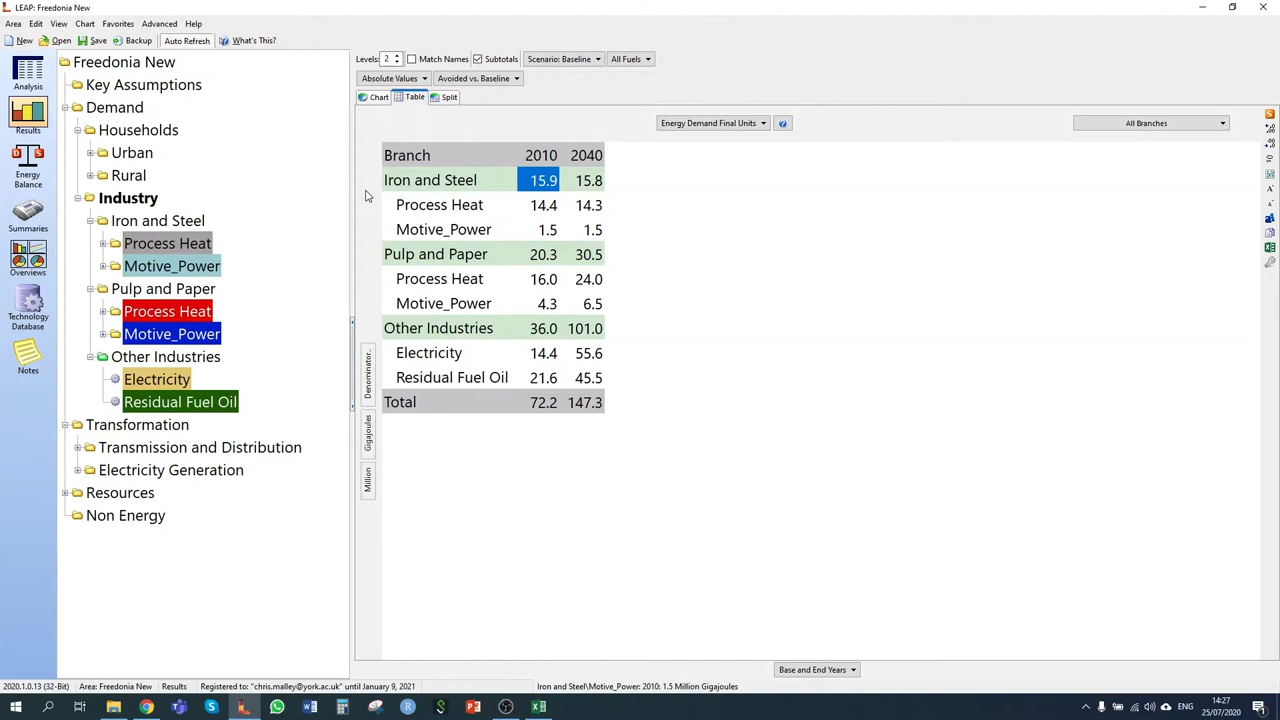 LEAP: Freedonia New
Area Edit View Chart Favorites Advanced Help
New Open Save Backup Auto Refresh What's This?
Analysis
Results
Energy
Balance
Summaries
Overviews
Technology
Database
Notes
Freedonia New
Key Assumptions
Demand
Households
Urban
Rural
Industry
Iron and Steel
Process Heat
Motive_Power
Pulp and Paper
Process Heat
Motive_Power
Other Industries
Electricity
Residual Fuel Oil
Transformation
Transmission and Distribution
Electricity Generation
Resources
Non Energy
Levels: 2 Match Names Subtotals Scenario: Baseline All Fuels
Absolute Values Avoided vs. Baseline
Chart Table Split
Energy Demand Final Units All Branches
Branch 2010 2040
Iron and Steel 15.9 15.8
Process Heat 14.4 14.3
Motive_Power 1.5 1.5
Pulp and Paper 20.3 30.5
Process Heat 16.0 24.0
Motive_Power 4.3 6.5
Other Industries 36.0 101.0
Electricity 14.4 55.6
Residual Fuel Oil 21.6 45.5
Total 72.2 147.3
Denominator..
Gigajoules
Million
Base and End Years
2020.1.0.13 (32-Bit) Area: Freedonia New Results Registered to: "chris.malley@york.ac.uk" until January 9, 2021 Iron and Steel\Motive_Power: 2010: 1.5 Million Gigajoules
ENG 14:27
25/07/2020